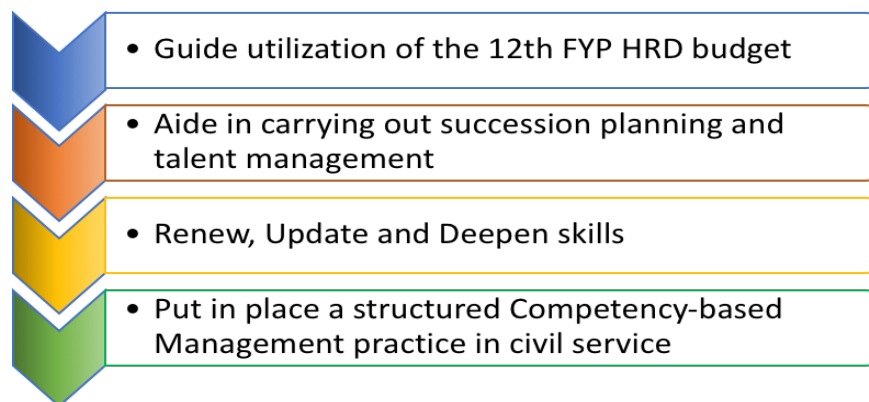 • Guide utilization of the 12th FYP HRD budget
• Aide in carrying out succession planning and
talent management
• Renew, Update and Deepen skills
• Put in place a structured Competency-based
Management practice in civil service